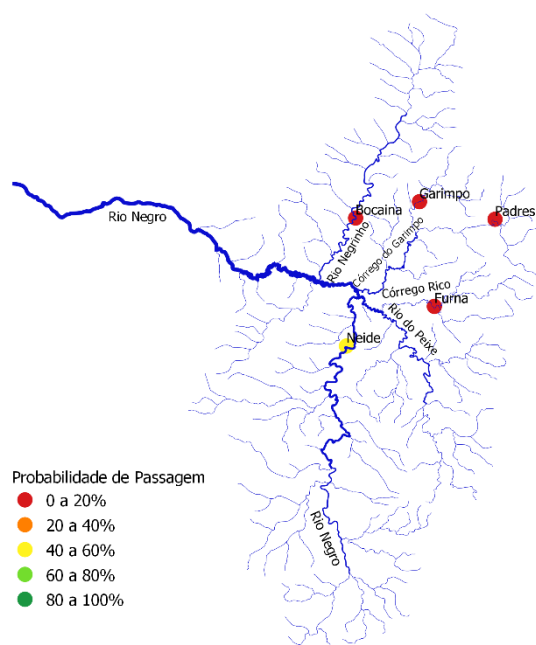 Garimpo
Bocaina
Padres
Rio Negro
Rio Negrinho
Córrego do Garimpo
Córrego Rico
Furna
Rio do Peixe
Neide
Probabilidade de Passagem
0 a 20%
20 a 40%
40 a 60%
60 a 80%
80 a 100%
Rio Negro